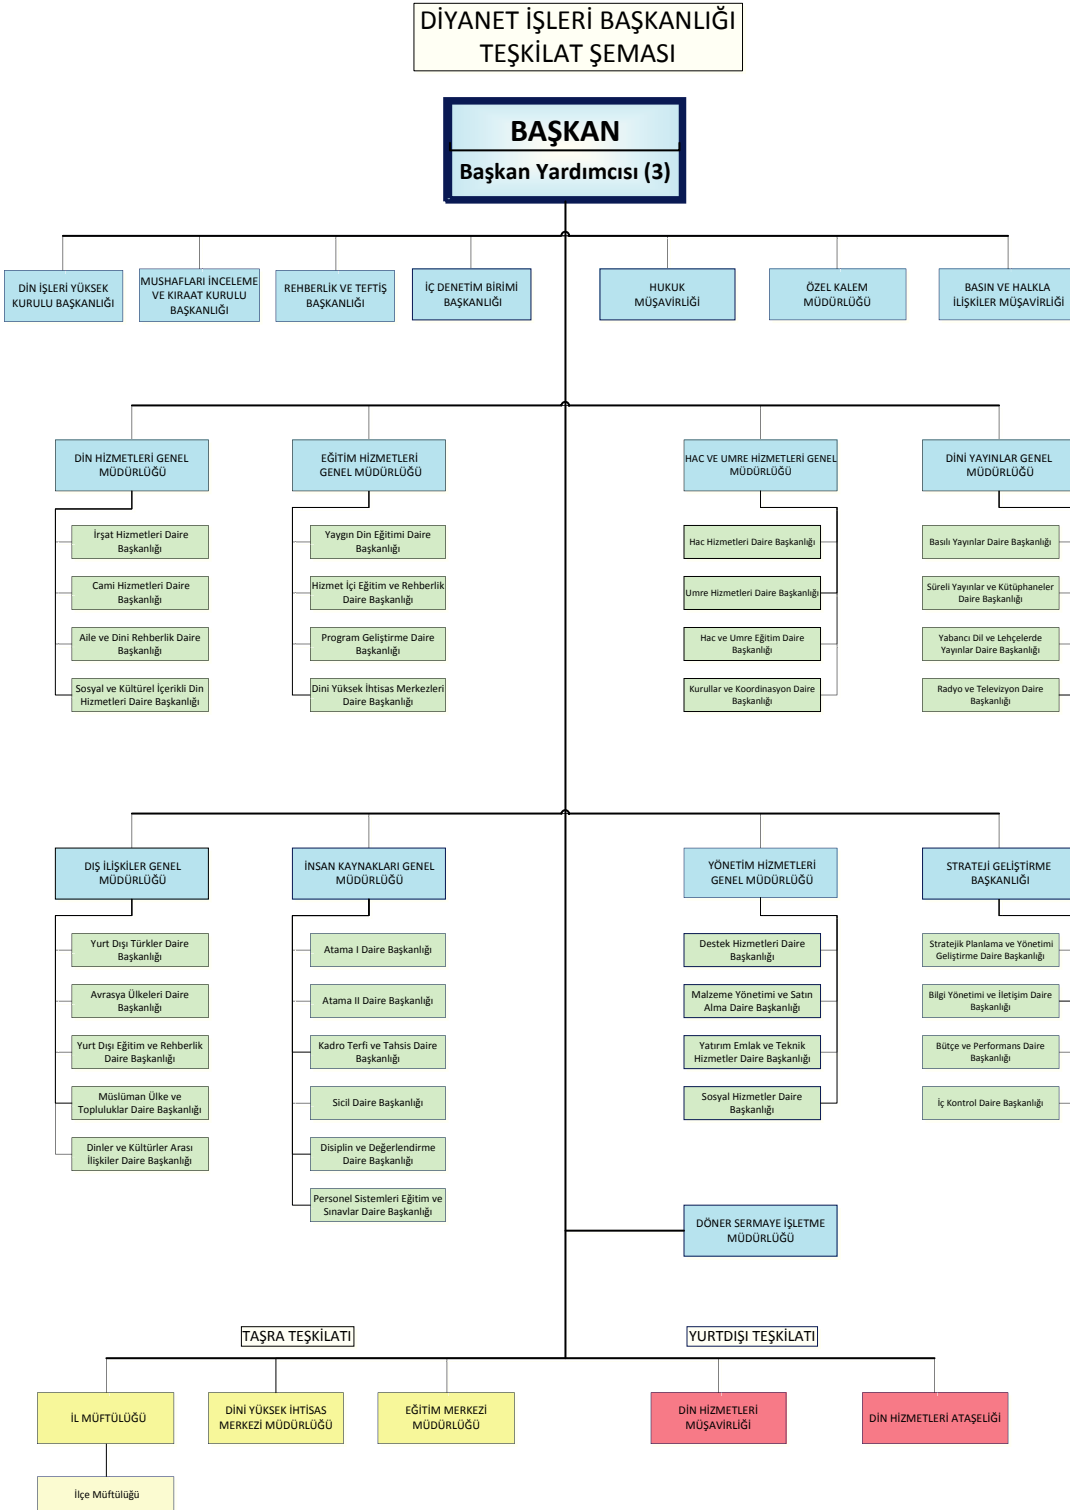 DİYANET İŞLERİ BAŞKANLIĞI
TEŞKİLAT ŞEMASI
BAŞKAN
Başkan Yardımcısı (3)
DİN İŞLERİ YÜKSEK
KURULU BAŞKANLIĞI
MUSHAFLARI İNCELEME
VE KIRAAT KURULU
BAŞKANLIĞI
REHBERLİK VE TEFTİŞ
BAŞKANLIĞI
İÇ DENETİM BİRİMİ
BAŞKANLIĞI
HUKUK
MÜŞAVİRLİĞİ
ÖZEL KALEM
MÜDÜRLÜĞÜ
BASIN VE HALKLA
İLİŞKİLER MÜŞAVİRLİĞİ
DİN HİZMETLERİ GENEL
MÜDÜRLÜĞÜ
İrşat Hizmetleri Daire
Başkanlığı
Cami Hizmetleri Daire
Başkanlığı
Aile ve Dini Rehberlik Daire
Başkanlığı
Sosyal ve Kültürel İçerikli Din
Hizmetleri Daire Başkanlığı
EĞİTİM HİZMETLERİ
GENEL MÜDÜRLÜĞÜ
Yaygın Din Eğitimi Daire
Başkanlığı
Hizmet İçi Eğitim ve Rehberlik
Daire Başkanlığı
Program Geliştirme Daire
Başkanlığı
Dini Yüksek İhtisas Merkezleri
Daire Başkanlığı
HAC VE UMRE HİZMETLERİ GENEL
MÜDÜRLÜĞÜ
Hac Hizmetleri Daire Başkanlığı
Umre Hizmetleri Daire Başkanlığı
Hac ve Umre Eğitim Daire
Başkanlığı
Kurullar ve Koordinasyon Daire
Başkanlığı
DİNİ YAYINLAR GENEL
MÜDÜRLÜĞÜ
Basılı Yayınlar Daire Başkanlığı
Süreli Yayınlar ve Kütüphaneler
Daire Başkanlığı
Yabancı Dil ve Lehçelerde
Yayınlar Daire Başkanlığı
Radyo ve Televizyon Daire
Başkanlığı
DIŞ İLİŞKİLER GENEL
MÜDÜRLÜĞÜ
Yurt Dışı Türkler Daire
Başkanlığı
Avrasya Ülkeleri Daire
Başkanlığı
Yurt Dışı Eğitim ve Rehberlik
Daire Başkanlığı
Müslüman Ülke ve
Topluluklar Daire Başkanlığı
Dinler ve Kültürler Arası
İlişkiler Daire Başkanlığı
İNSAN KAYNAKLARI GENEL
MÜDÜRLÜĞÜ
Atama I Daire Başkanlığı
Atama II Daire Başkanlığı
Kadro Terfi ve Tahsis Daire
Başkanlığı
Sicil Daire Başkanlığı
Disiplin ve Değerlendirme
Daire Başkanlığı
Personel Sistemleri Eğitim ve
Sınavlar Daire Başkanlığı
YÖNETİM HİZMETLERİ
GENEL MÜDÜRLÜĞÜ
Destek Hizmetleri Daire
Başkanlığı
Malzeme Yönetimi ve Satın
Alma Daire Başkanlığı
Yatırım Emlak ve Teknik
Hizmetler Daire Başkanlığı
Sosyal Hizmetler Daire
Başkanlığı
STRATEJİ GELİŞTİRME
BAŞKANLIĞI
Stratejik Planlama ve Yönetimi
Geliştirme Daire Başkanlığı
Bilgi Yönetimi ve İletişim Daire
Başkanlığı
Bütçe ve Performans Daire
Başkanlığı
İç Kontrol Daire Başkanlığı
DÖNER SERMAYE İŞLETME
MÜDÜRLÜĞÜ
TAŞRA TEŞKİLATI
YURTDIŞI TEŞKİLATI
İL MÜFTÜLÜĞÜ
DİNİ YÜKSEK İHTİSAS
MERKEZİ MÜDÜRLÜĞÜ
EĞİTİM MERKEZİ
MÜDÜRLÜĞÜ
DİN HİZMETLERİ
MÜŞAVİRLİĞİ
DİN HİZMETLERİ ATAŞELİĞİ
İlçe Müftülüğü